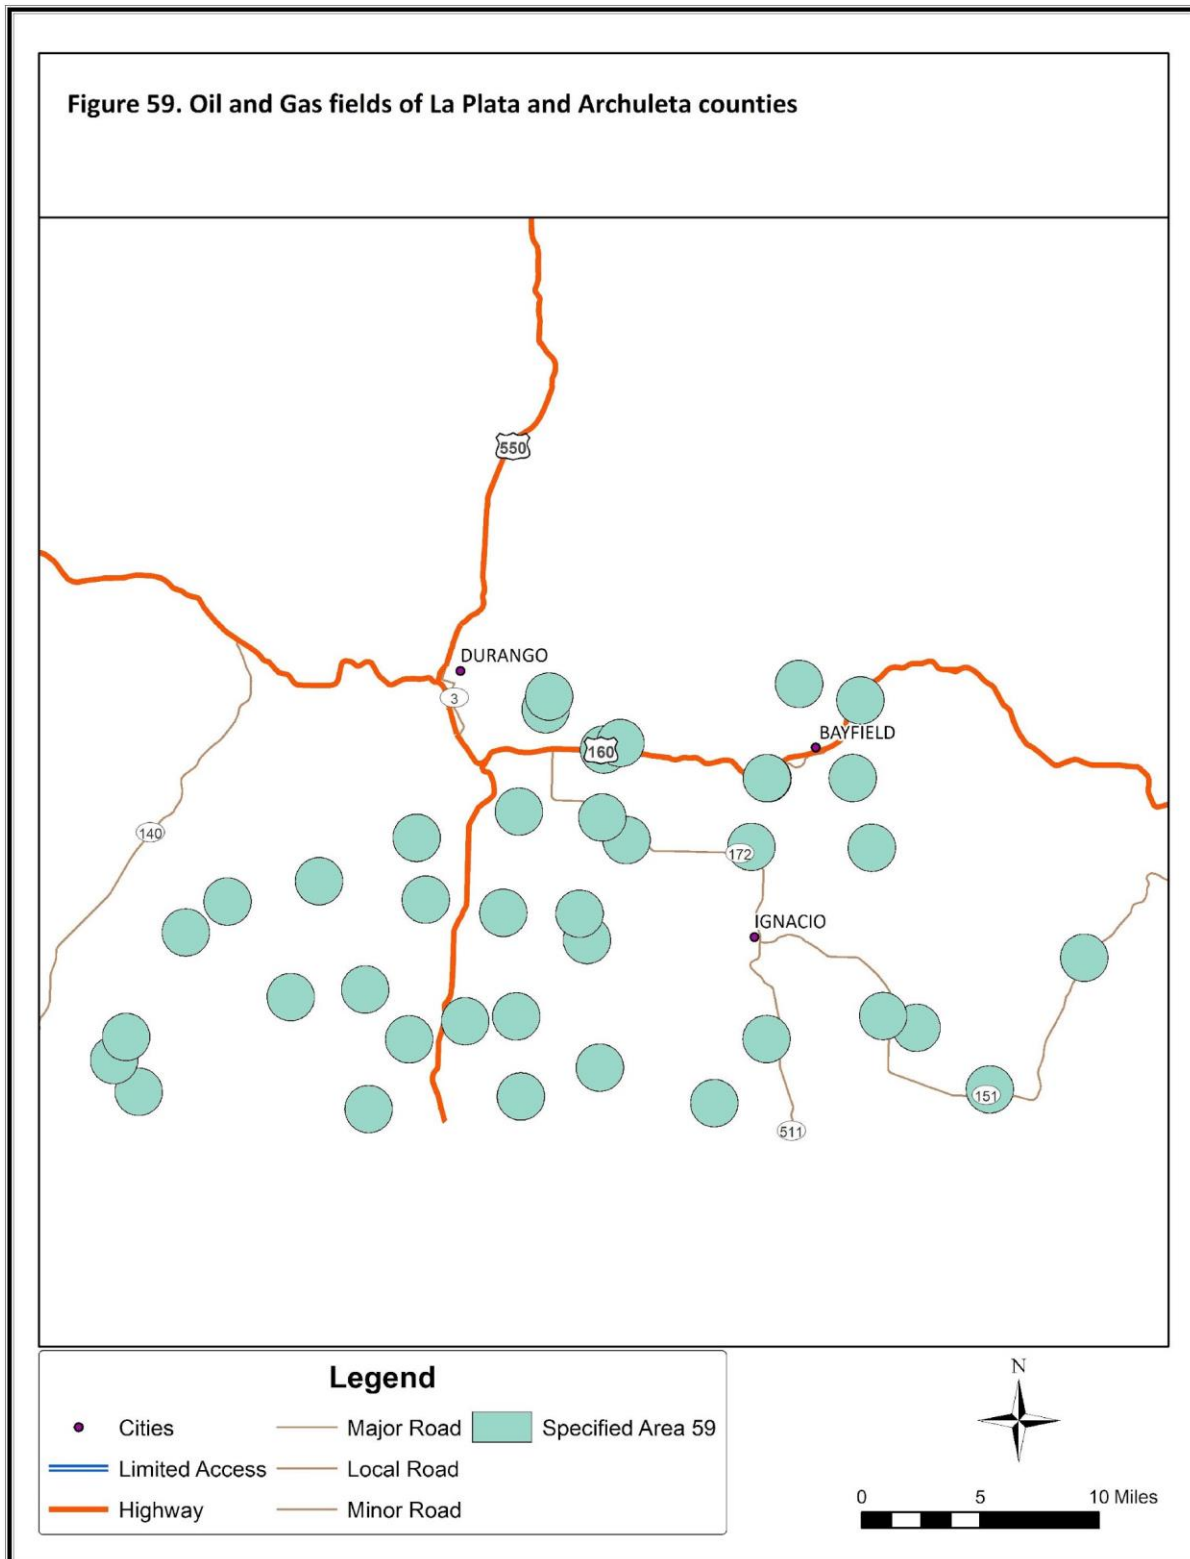 Figure 59. Oil and Gas fields of La Plata and Archuleta counties
550
DURANGO
3
160
BAYFIELD
140
172
IGNACIO
151
511
Legend
Cities
Major Road
Specified Area 59
Limited Access
Local Road
Highway
Minor Road
N
0 5 10 Miles